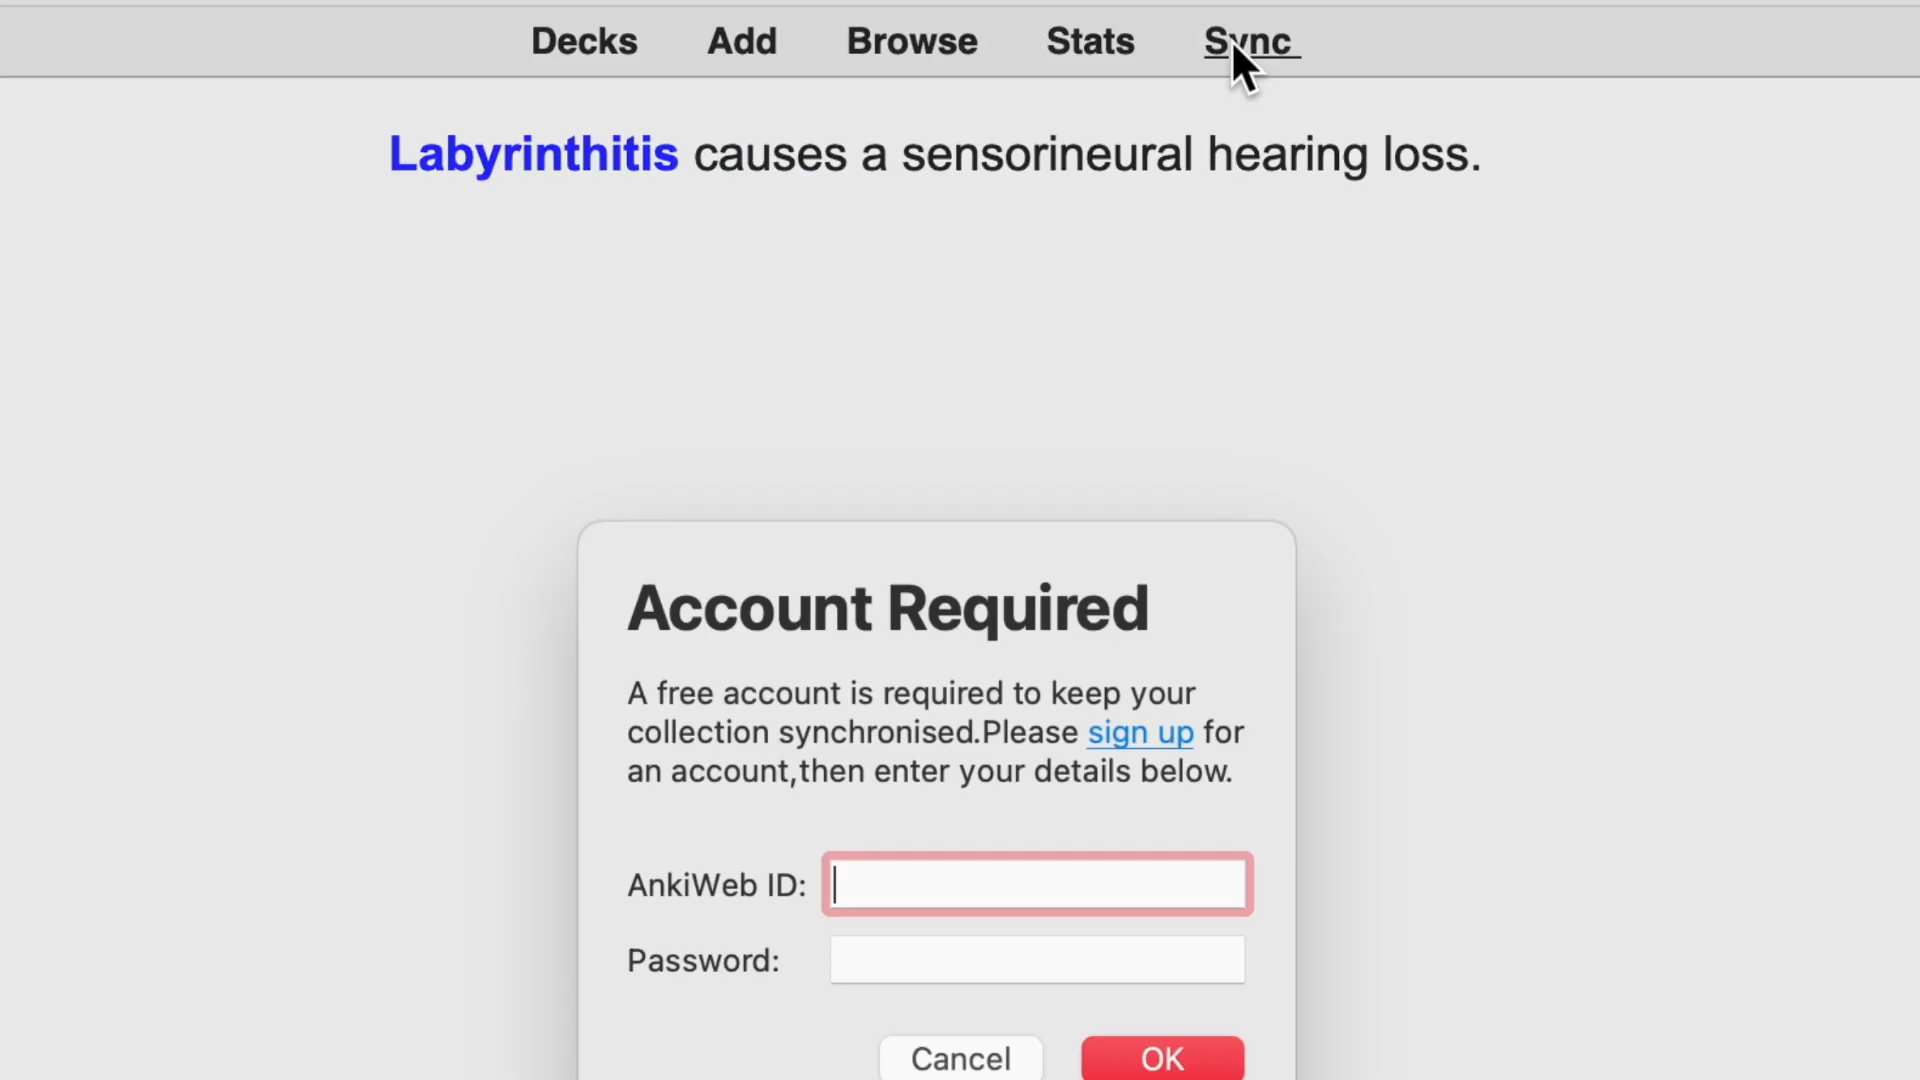 Decks Add Browse Stats Sync
Labyrinthitis causes a sensorineural hearing loss.
Account Required
A free account is required to keep your
collection synchronised.Please sign up for
an account,then enter your details below.
AnkiWeb ID:
Password:
Cancel OK